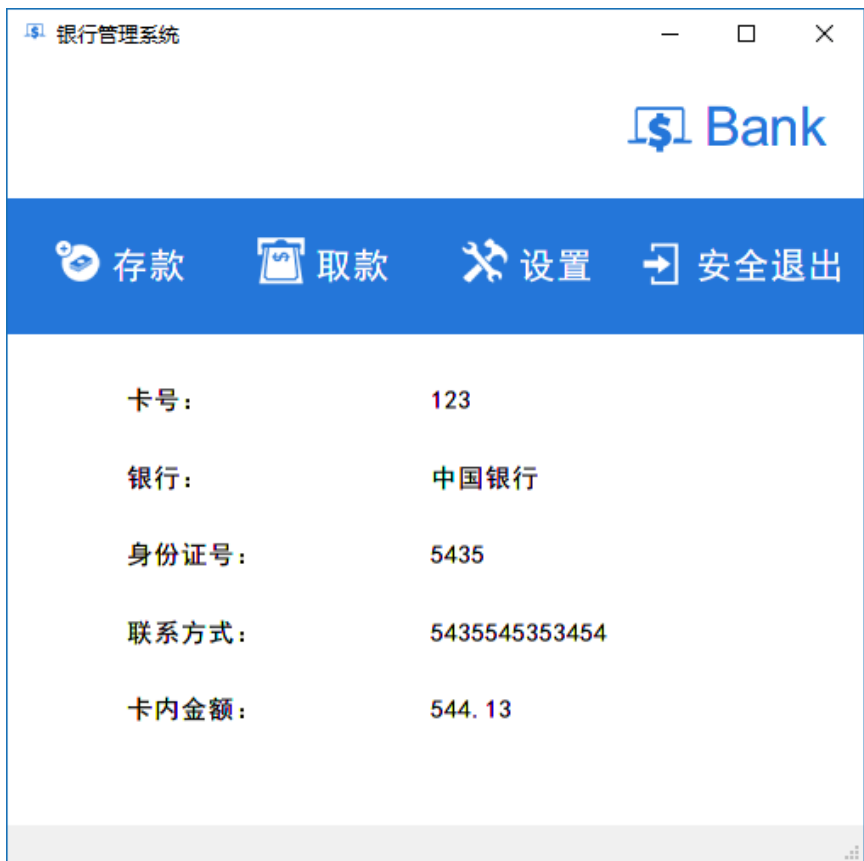 银行管理系统
Bank
存款 取款 设置 安全退出
卡号： 123
银行： 中国银行
身份证号： 5435
联系方式： 5435545353454
卡内金额： 544.13